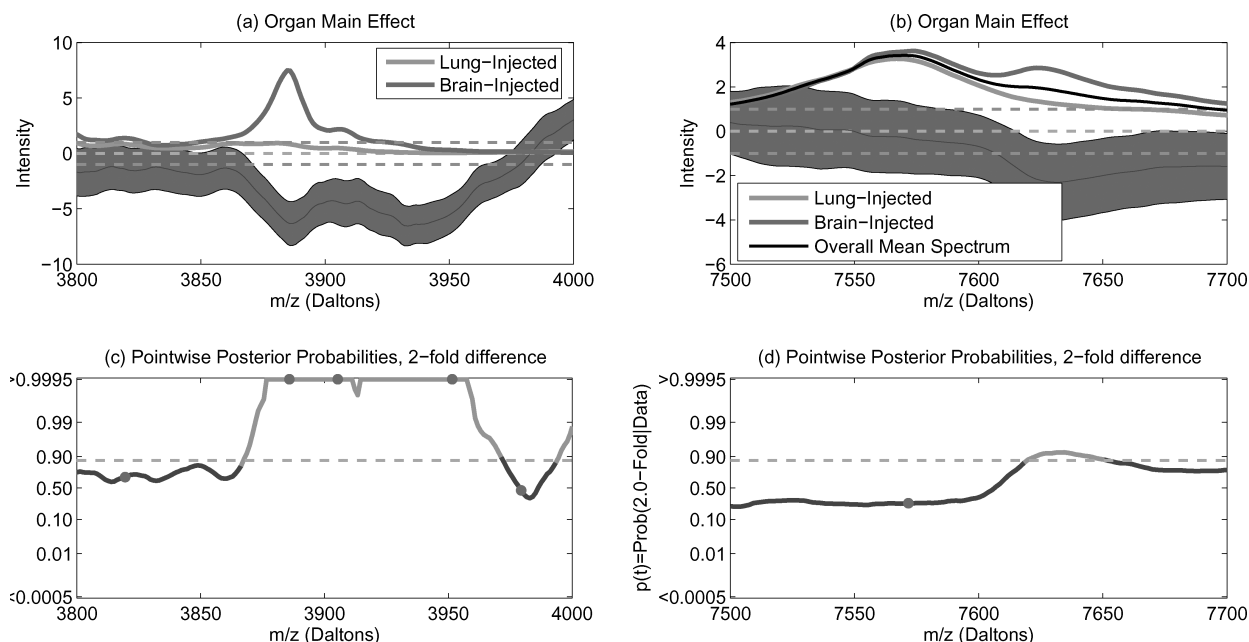 (a) Organ Main Effect
10
5
0
−5
−10
Intensity
Lung−Injected
Brain−Injected
3800 3850 3900 3950 4000
m/z (Daltons)
(b) Organ Main Effect
4
2
0
−2
−4
−6
Intensity
Lung−Injected
Brain−Injected
Overall Mean Spectrum
7500 7550 7600 7650 7700
m/z (Daltons)
(c) Pointwise Posterior Probabilities, 2−fold difference
>0.9995
0.99
0.90
0.50
0.10
0.01
<0.0005
3800 3850 3900 3950 4000
m/z (Daltons)
(d) Pointwise Posterior Probabilities, 2−fold difference
>0.9995
0.99
0.90
0.50
0.10
0.01
<0.0005
p(t)=Prob(2.0−Fold|Data)
7500 7550 7600 7650 7700
m/z (Daltons)